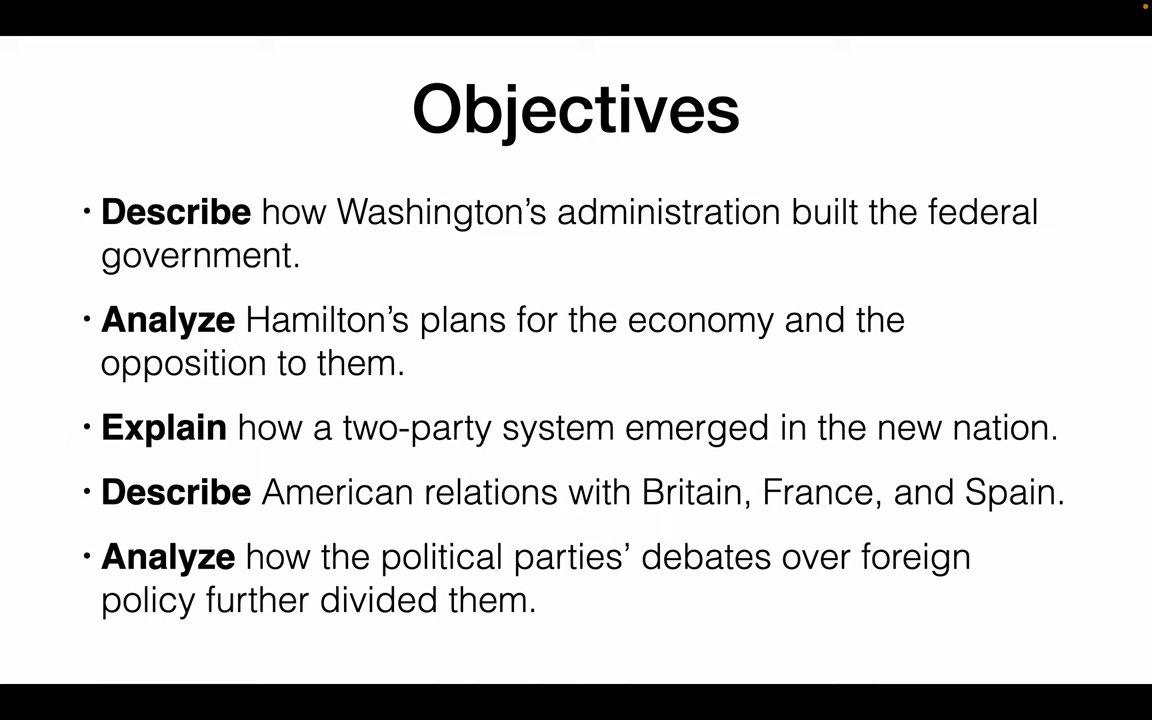 Objectives
• Describe how Washington’s administration built the federal
government.
• Analyze Hamilton’s plans for the economy and the
opposition to them.
• Explain how a two-party system emerged in the new nation.
• Describe American relations with Britain, France, and Spain.
• Analyze how the political parties’ debates over foreign
policy further divided them.